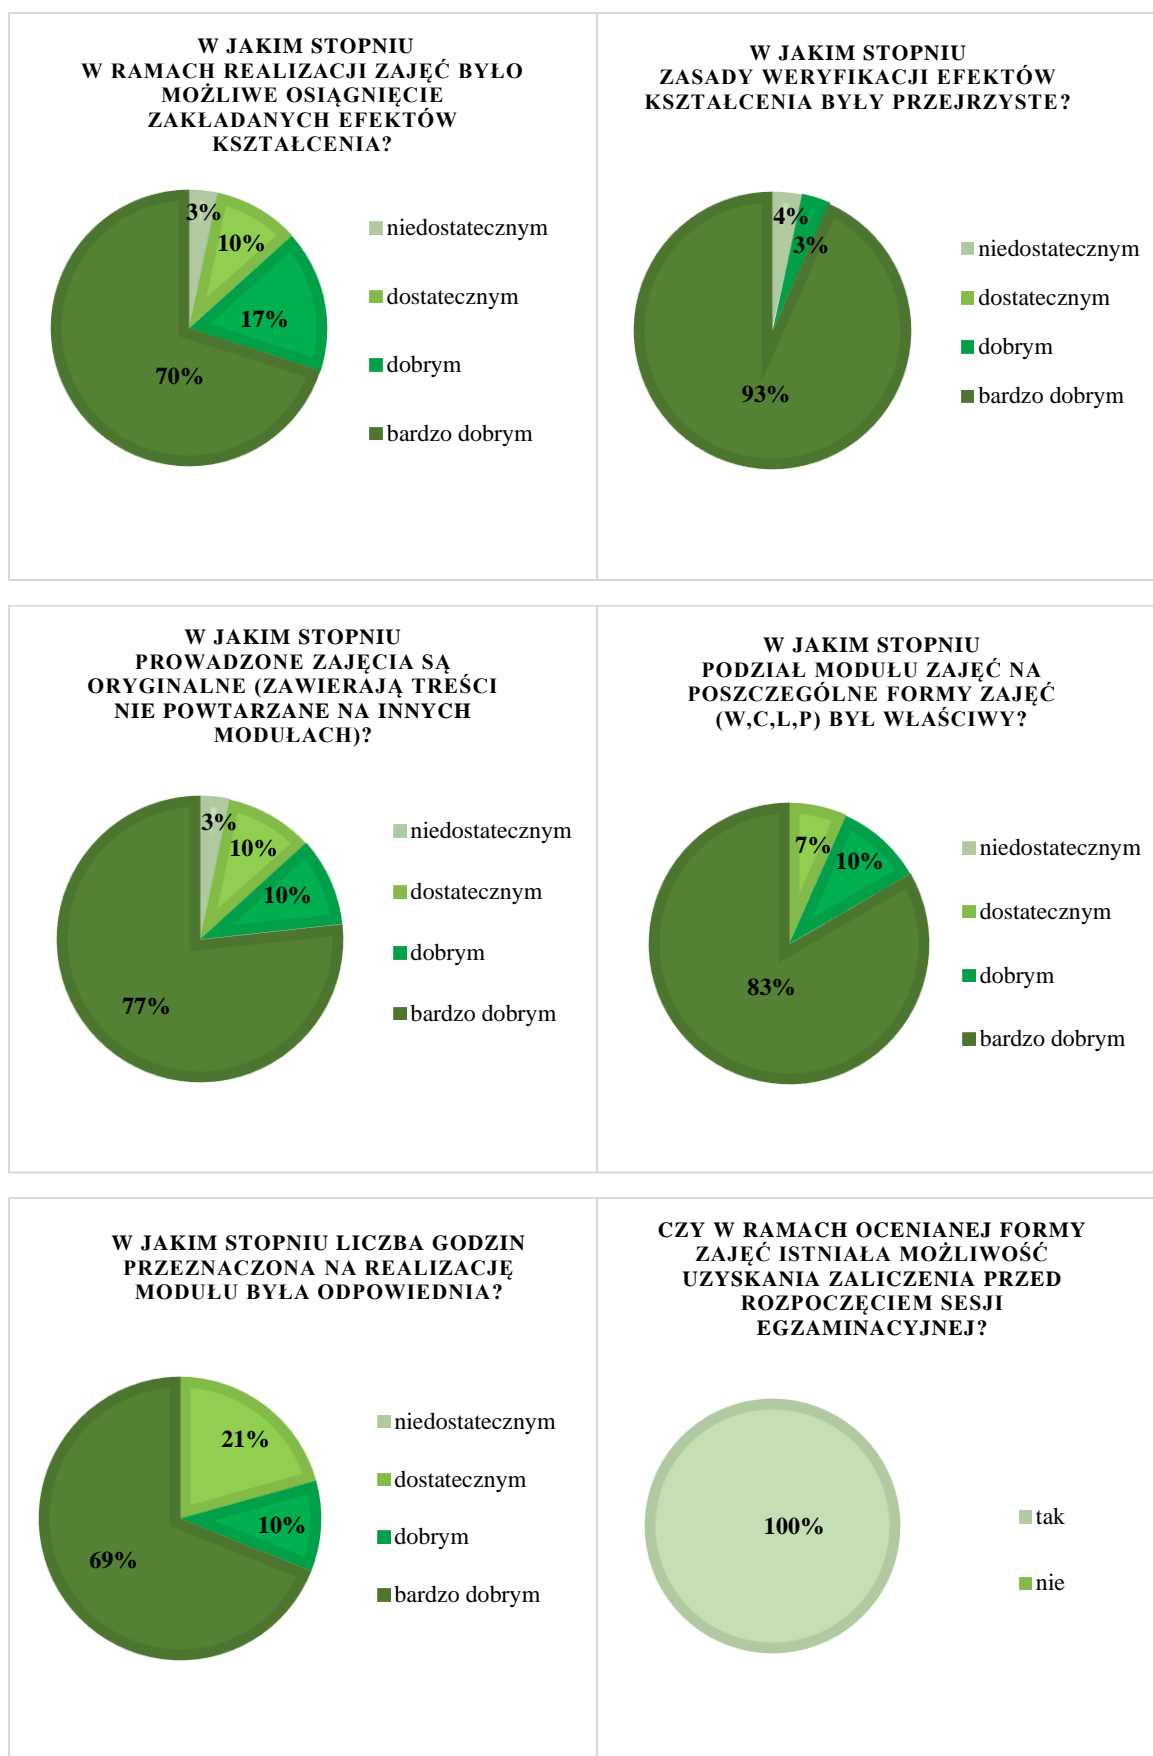 W JAKIM STOPNIU
W RAMACH REALIZACJI ZAJĘĆ BYŁO
MOŻLIWE OSIĄGNIĘCIE
ZAKŁADANYCH EFEKTÓW
KSZTAŁCENIA?
3%
10%
17%
70%
niedostatecznym
dostatecznym
dobrym
bardzo dobrym
W JAKIM STOPNIU
ZASADY WERYFIKACJI EFEKTÓW
KSZTAŁCENIA BYŁY PRZEJRZYSTE?
4%
3%
93%
niedostatecznym
dostatecznym
dobrym
bardzo dobrym
W JAKIM STOPNIU
PROWADZONE ZAJĘCIA SĄ
ORYGINALNE (ZAWIERAJĄ TREŚCI
NIE POWTARZANE NA INNYCH
MODUŁACH)?
3%
10%
10%
77%
niedostatecznym
dostatecznym
dobrym
bardzo dobrym
W JAKIM STOPNIU
PODZIAŁ MODUŁU ZAJĘĆ NA
POSZCZEGÓLNE FORMY ZAJĘĆ
(W,C,L,P) BYŁ WŁAŚCIWY?
7%
10%
83%
niedostatecznym
dostatecznym
dobrym
bardzo dobrym
W JAKIM STOPNIU LICZBA GODZIN
PRZEZNACZONA NA REALIZACJĘ
MODUŁU BYŁA ODPOWIEDNIA?
21%
10%
69%
niedostatecznym
dostatecznym
dobrym
bardzo dobrym
CZY W RAMACH OCENIANEJ FORMY
ZAJĘĆ ISTNIAŁA MOŻLIWOŚĆ
UZYSKANIA ZALICZENIA PRZED
ROZPOCZĘCIEM SESJI
EGZAMINACYJNEJ?
100%
tak
nie